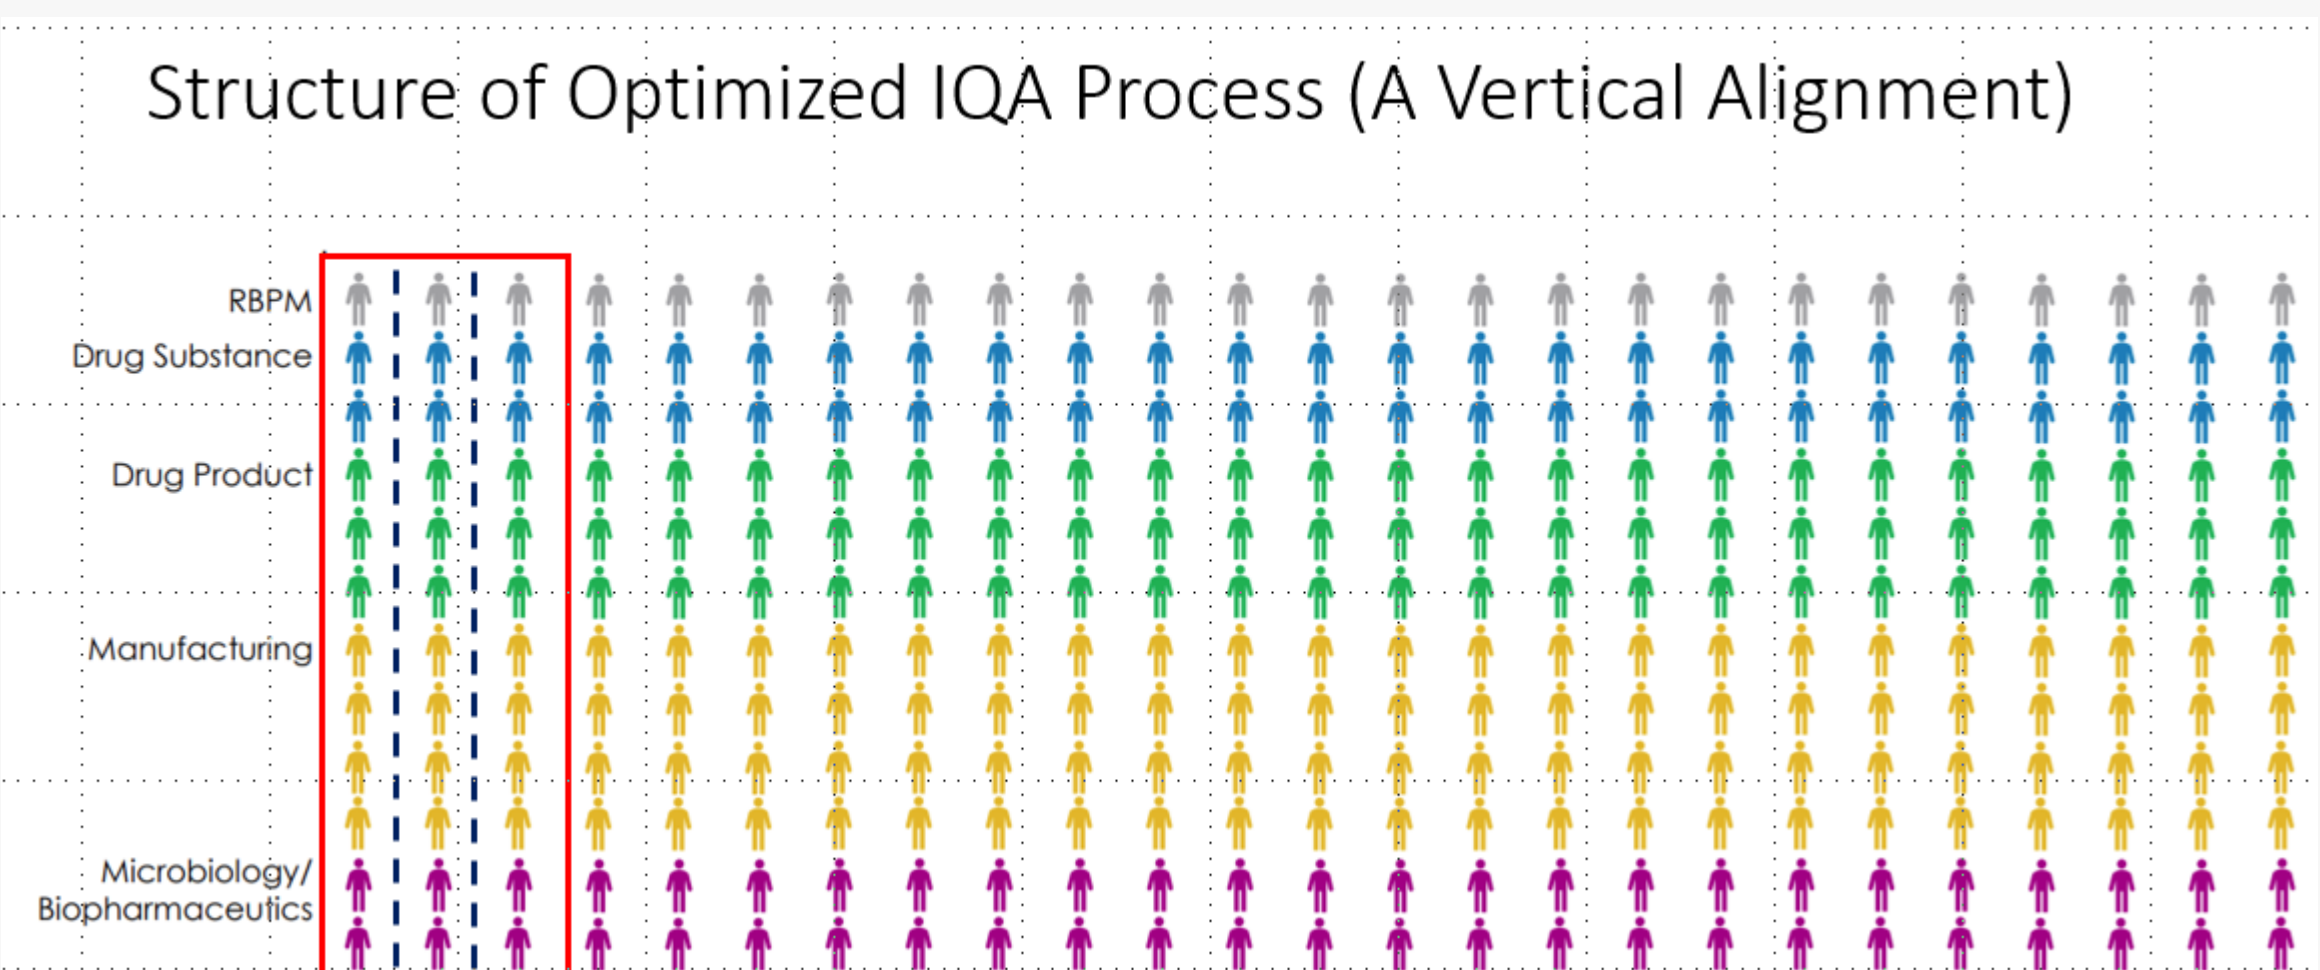 Structure of Optimized IQA Process (A Vertical Alignment)
RBPM
Drug Substance
Drug Product
Manufacturing
Microbiology/
Biopharmaceutics